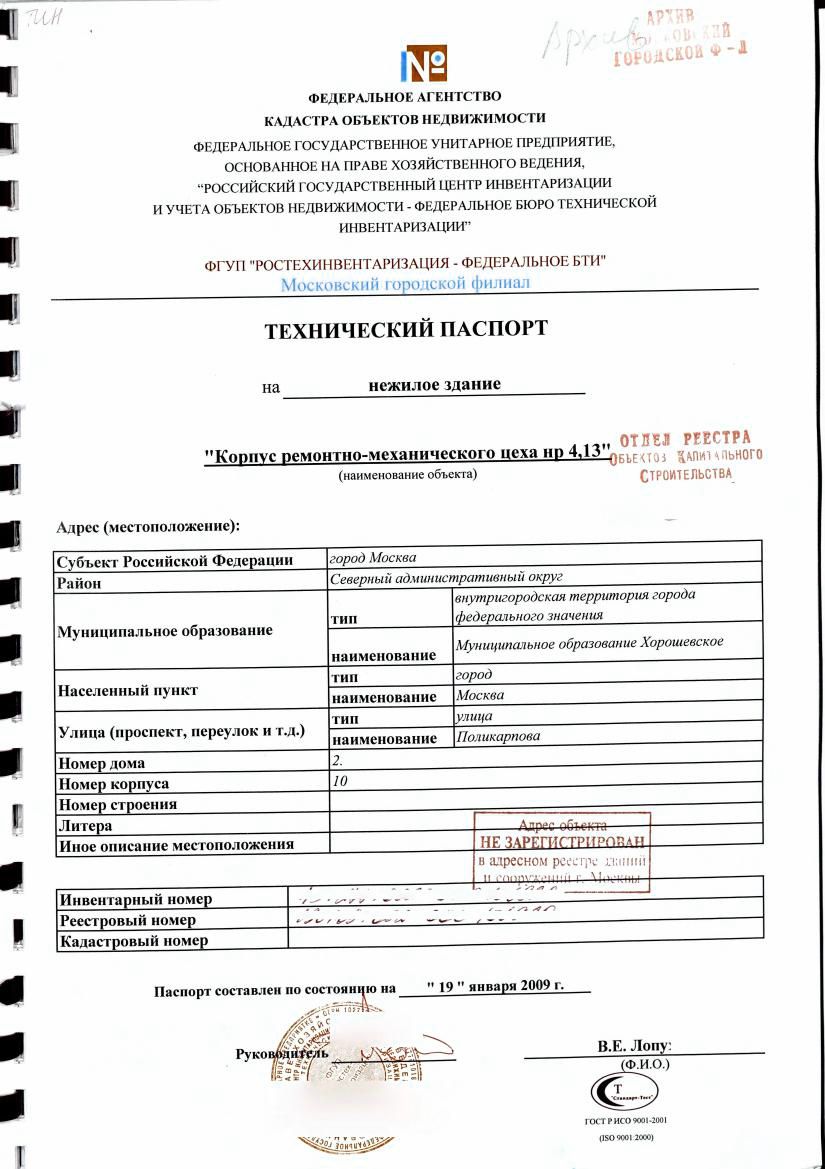 Архив
АРХИВ
ГОРОДСКОЙ Ф-Л
№
ФЕДЕРАЛЬНОЕ АГЕНТСТВО
КАДАСТРА ОБЪЕКТОВ НЕДВИЖИМОСТИ
ФЕДЕРАЛЬНОЕ ГОСУДАРСТВЕННОЕ УНИТАРНОЕ ПРЕДПРИЯТИЕ,
ОСНОВАННОЕ НА ПРАВЕ ХОЗЯЙСТВЕННОГО ВЕДЕНИЯ,
“РОССИЙСКИЙ ГОСУДАРСТВЕННЫЙ ЦЕНТР ИНВЕНТАРИЗАЦИИ
И УЧЕТА ОБЪЕКТОВ НЕДВИЖИМОСТИ - ФЕДЕРАЛЬНОЕ БЮРО ТЕХНИЧЕСКОЙ
ИНВЕНТАРИЗАЦИИ”
ФГУП "РОСТЕХИНВЕНТАРИЗАЦИЯ - ФЕДЕРАЛЬНОЕ БТИ"
Московский городской филиал
ТЕХНИЧЕСКИЙ ПАСПОРТ
на нежилое здание
"Корпус ремонтно-механического цеха нр 4,13"
(наименование объекта)
ОТДЕЛ РЕЕСТРА
ОБЪЕКТОВ КАПИТАЛЬНОГО
СТРОИТЕЛЬСТВА
Адрес (местоположение):
Субъект Российской Федерации город Москва
Район Северный административный округ
Муниципальное образование тип внутригородская территория города
федерального значения
наименование Муниципальное образование Хорошевское
Населенный пункт тип город
наименование Москва
Улица (проспект, переулок и т.д.) тип улица
наименование Поликарпова
Номер дома 2.
Номер корпуса 10
Номер строения
Литера
Иное описание местоположения
Адрес объекта
НЕ ЗАРЕГИСТРИРОВАН
в адресном реестре зданий
и сооружений г. Москвы
Инвентарный номер
Реестровый номер
Кадастровый номер
Паспорт составлен по состоянию на " 19 " января 2009 г.
Руководитель
В.Е. Лопу
(Ф.И.О.)
Т
"Стандарт-Тест"
ГОСТ Р ИСО 9001-2001
(ISO 9001:2000)